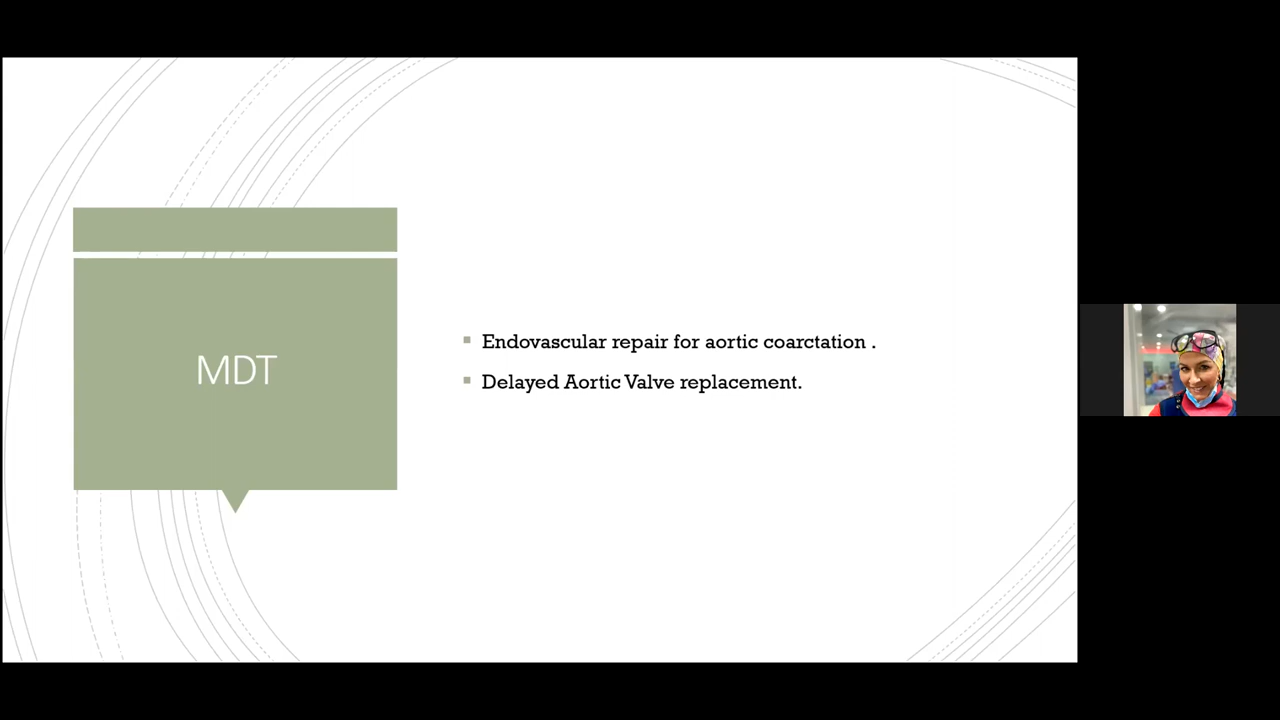 MDT
Endovascular repair for aortic coarctation .
Delayed Aortic Valve replacement.